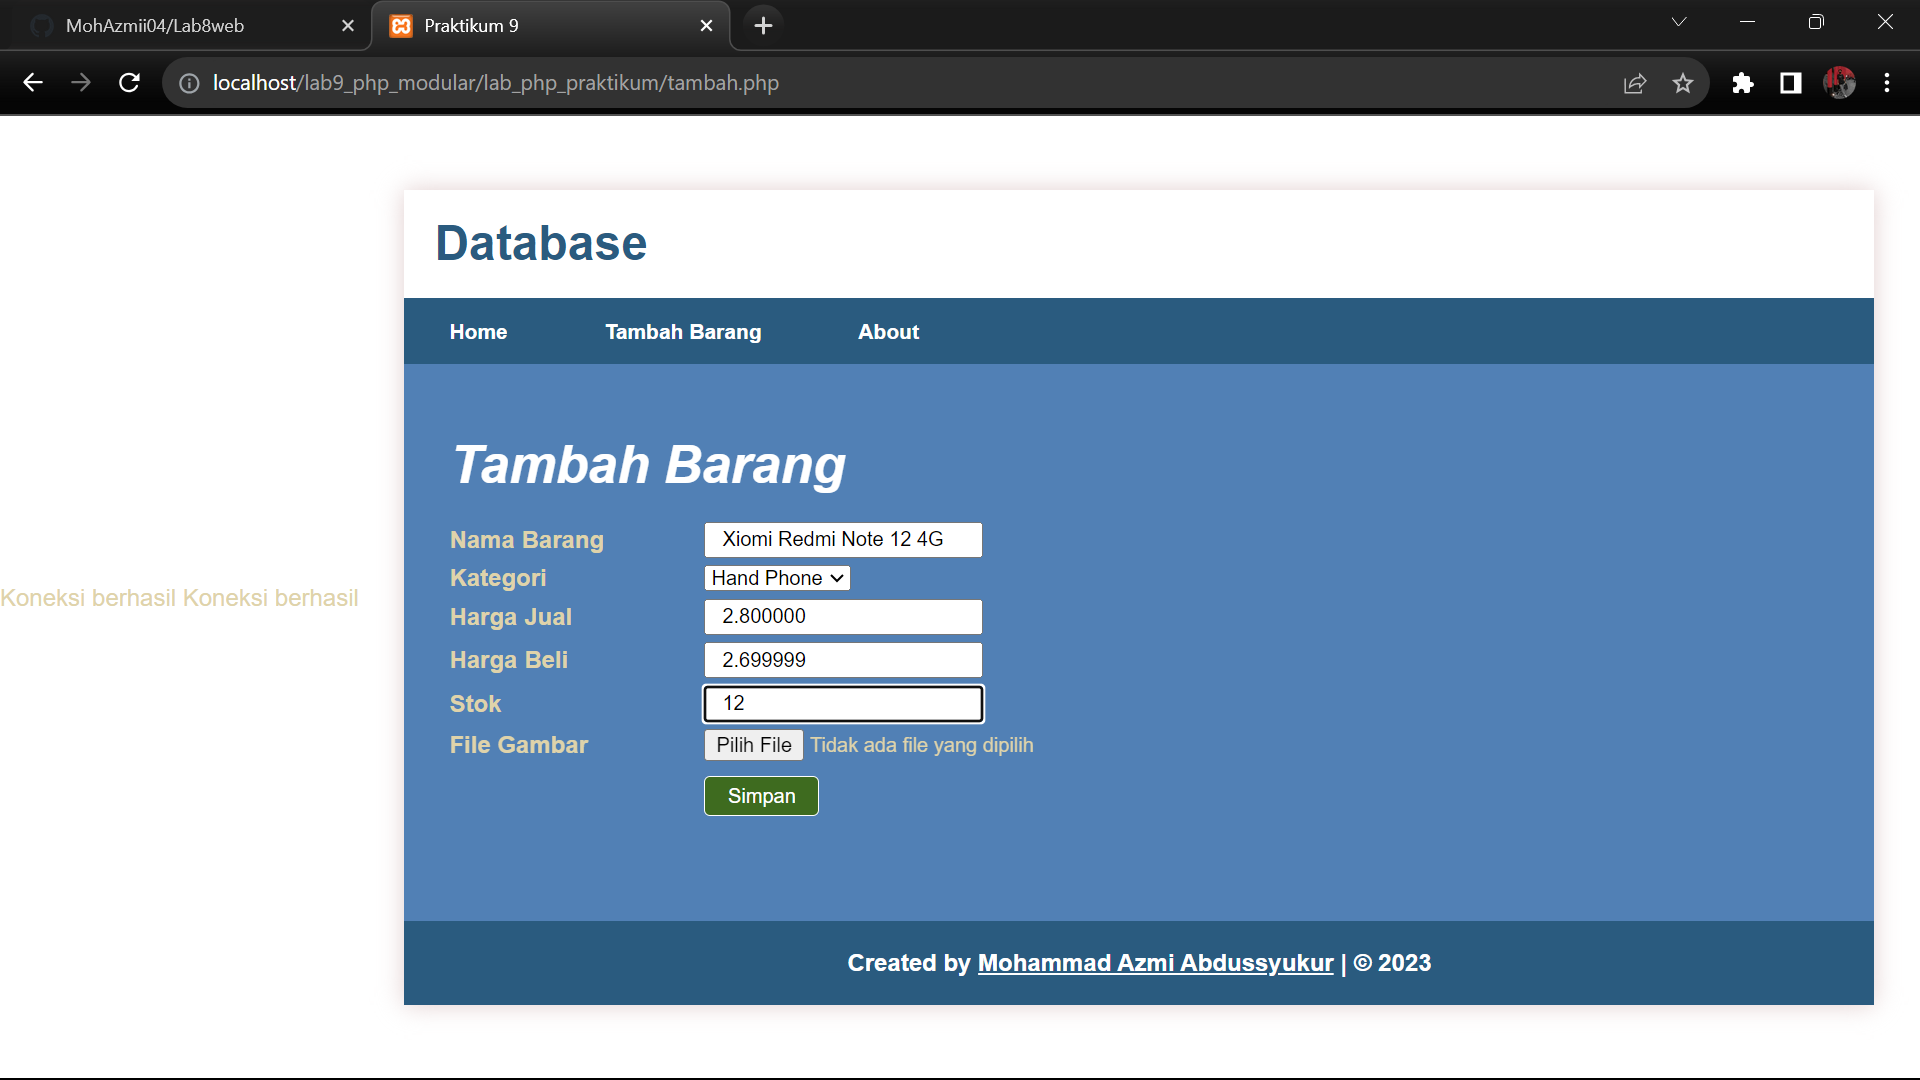 MohAzmii04/Lab8web
Praktikum 9
localhost/lab9_php_modular/lab_php_praktikum/tambah.php
Database
Home Tambah Barang About
Tambah Barang
Nama Barang Xiomi Redmi Note 12 4G
Kategori Hand Phone
Koneksi berhasil Koneksi berhasil
Harga Jual 2.800000
Harga Beli 2.699999
Stok 12
File Gambar Pilih File Tidak ada file yang dipilih
Simpan
Created by Mohammad Azmi Abdussyukur | © 2023